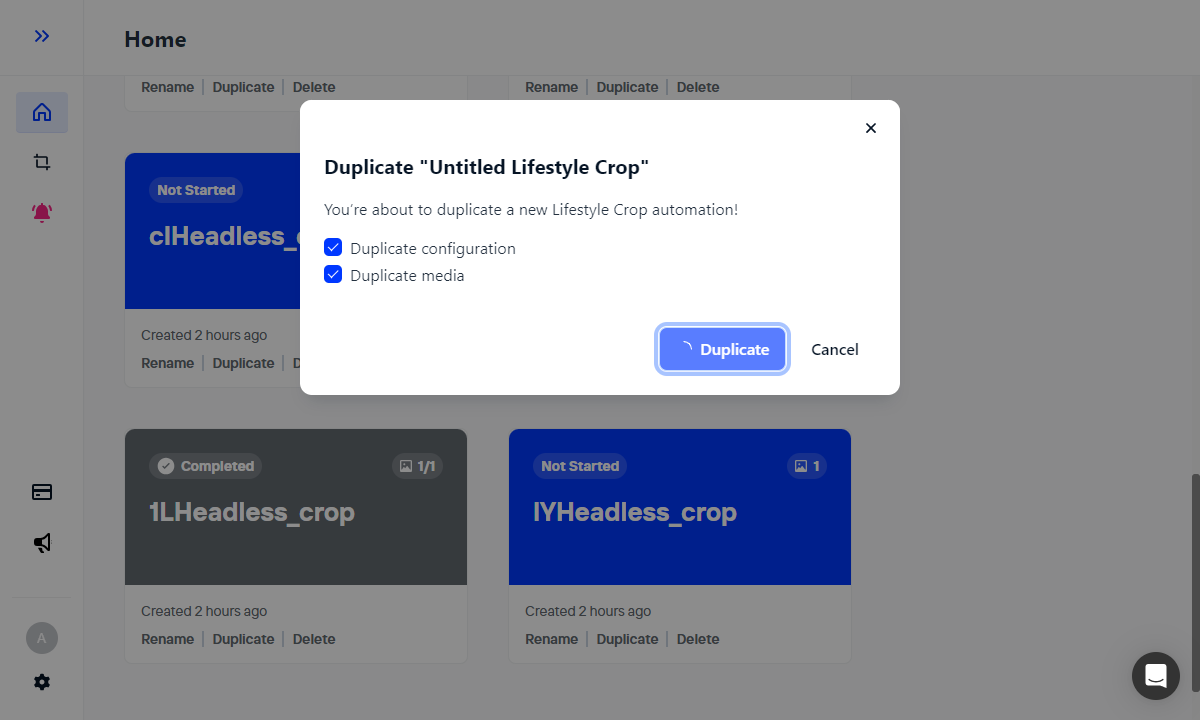 Home
Rename Duplicate Delete
Rename Duplicate Delete
Duplicate "Untitled Lifestyle Crop"
You're about to duplicate a new Lifestyle Crop automation!
Duplicate configuration
Duplicate media
Duplicate Cancel
Not Started
clHeadless_
Created 2 hours ago
Rename Duplicate
Completed 1/1
1LHeadless_crop
Created 2 hours ago
Rename Duplicate Delete
Not Started 1
lYHeadless_crop
Created 2 hours ago
Rename Duplicate Delete
A